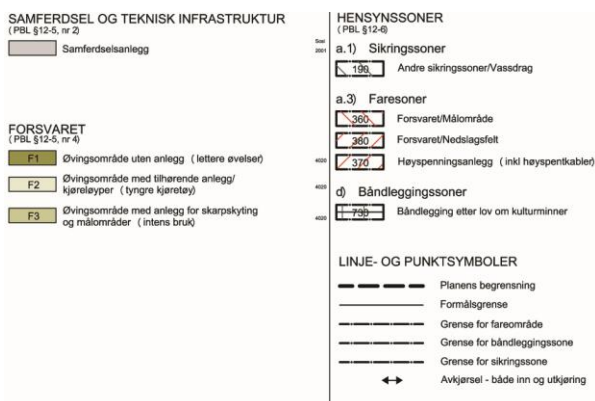 SAMFERDSEL OG TEKNISK INFRASTRUKTUR
( PBL §12-5, nr 2)
Samferdselsanlegg
Sosi
2001
FORSVARET
( PBL §12-5, nr 4)
F1 Øvingsområde uten anlegg ( lettere øvelser)
4020
F2 Øvingsområde med tilhørende anlegg/
kjøreløyper ( tyngre kjøretøy)
4020
F3 Øvingsområde med anlegg for skarpskyting
og målområder ( intens bruk)
4020
HENSYNSSONER
( PBL §12-6)
a.1) Sikringssoner
190 Andre sikringssoner/Vassdrag
a.3) Faresoner
360 Forsvaret/Målområde
380 Forsvaret/Nedslagsfelt
370 Høyspenningsanlegg ( inkl høyspentkabler)
d) Båndleggingssoner
730 Båndlegging etter lov om kulturminner
LINJE- OG PUNKTSYMBOLER
Planens begrensning
Formålsgrense
Grense for fareområde
Grense for båndleggingssone
Grense for sikringssone
Avkjørsel - både inn og utkjøring